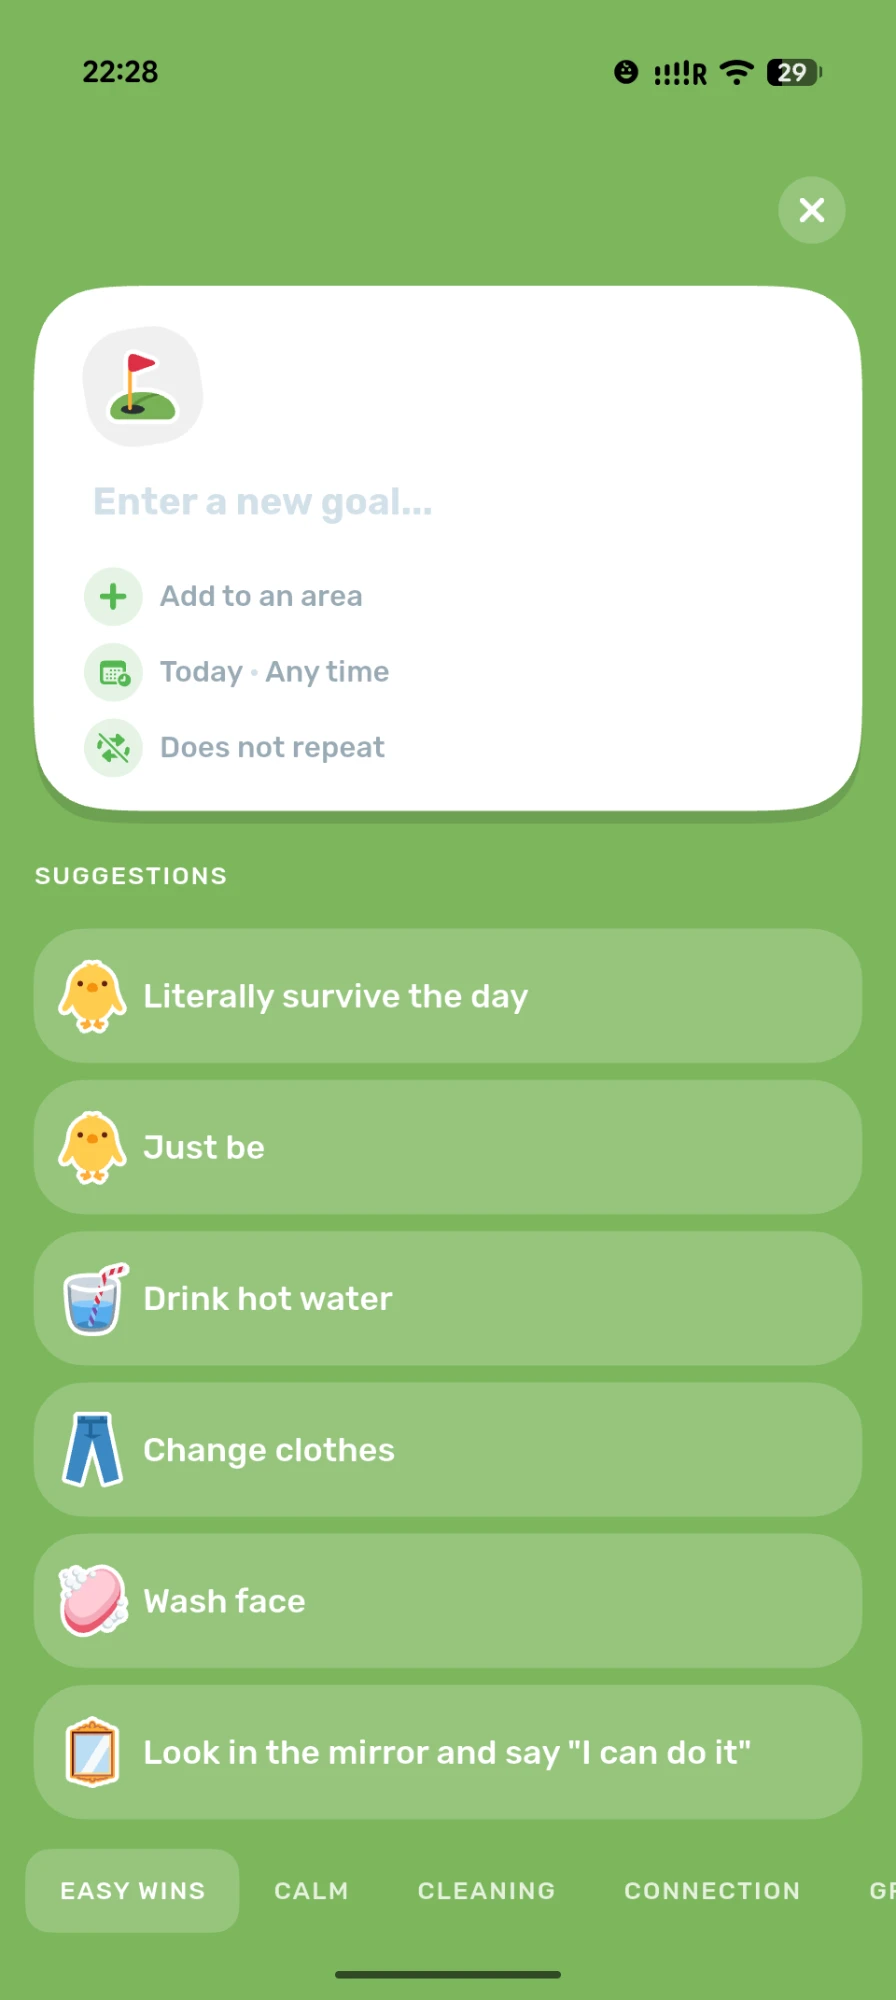 22:28
R
29
Enter a new goal...
Add to an area
Today • Any time
Does not repeat
SUGGESTIONS
Literally survive the day
Just be
Drink hot water
Change clothes
Wash face
Look in the mirror and say "I can do it"
EASY WINS CALM CLEANING CONNECTION